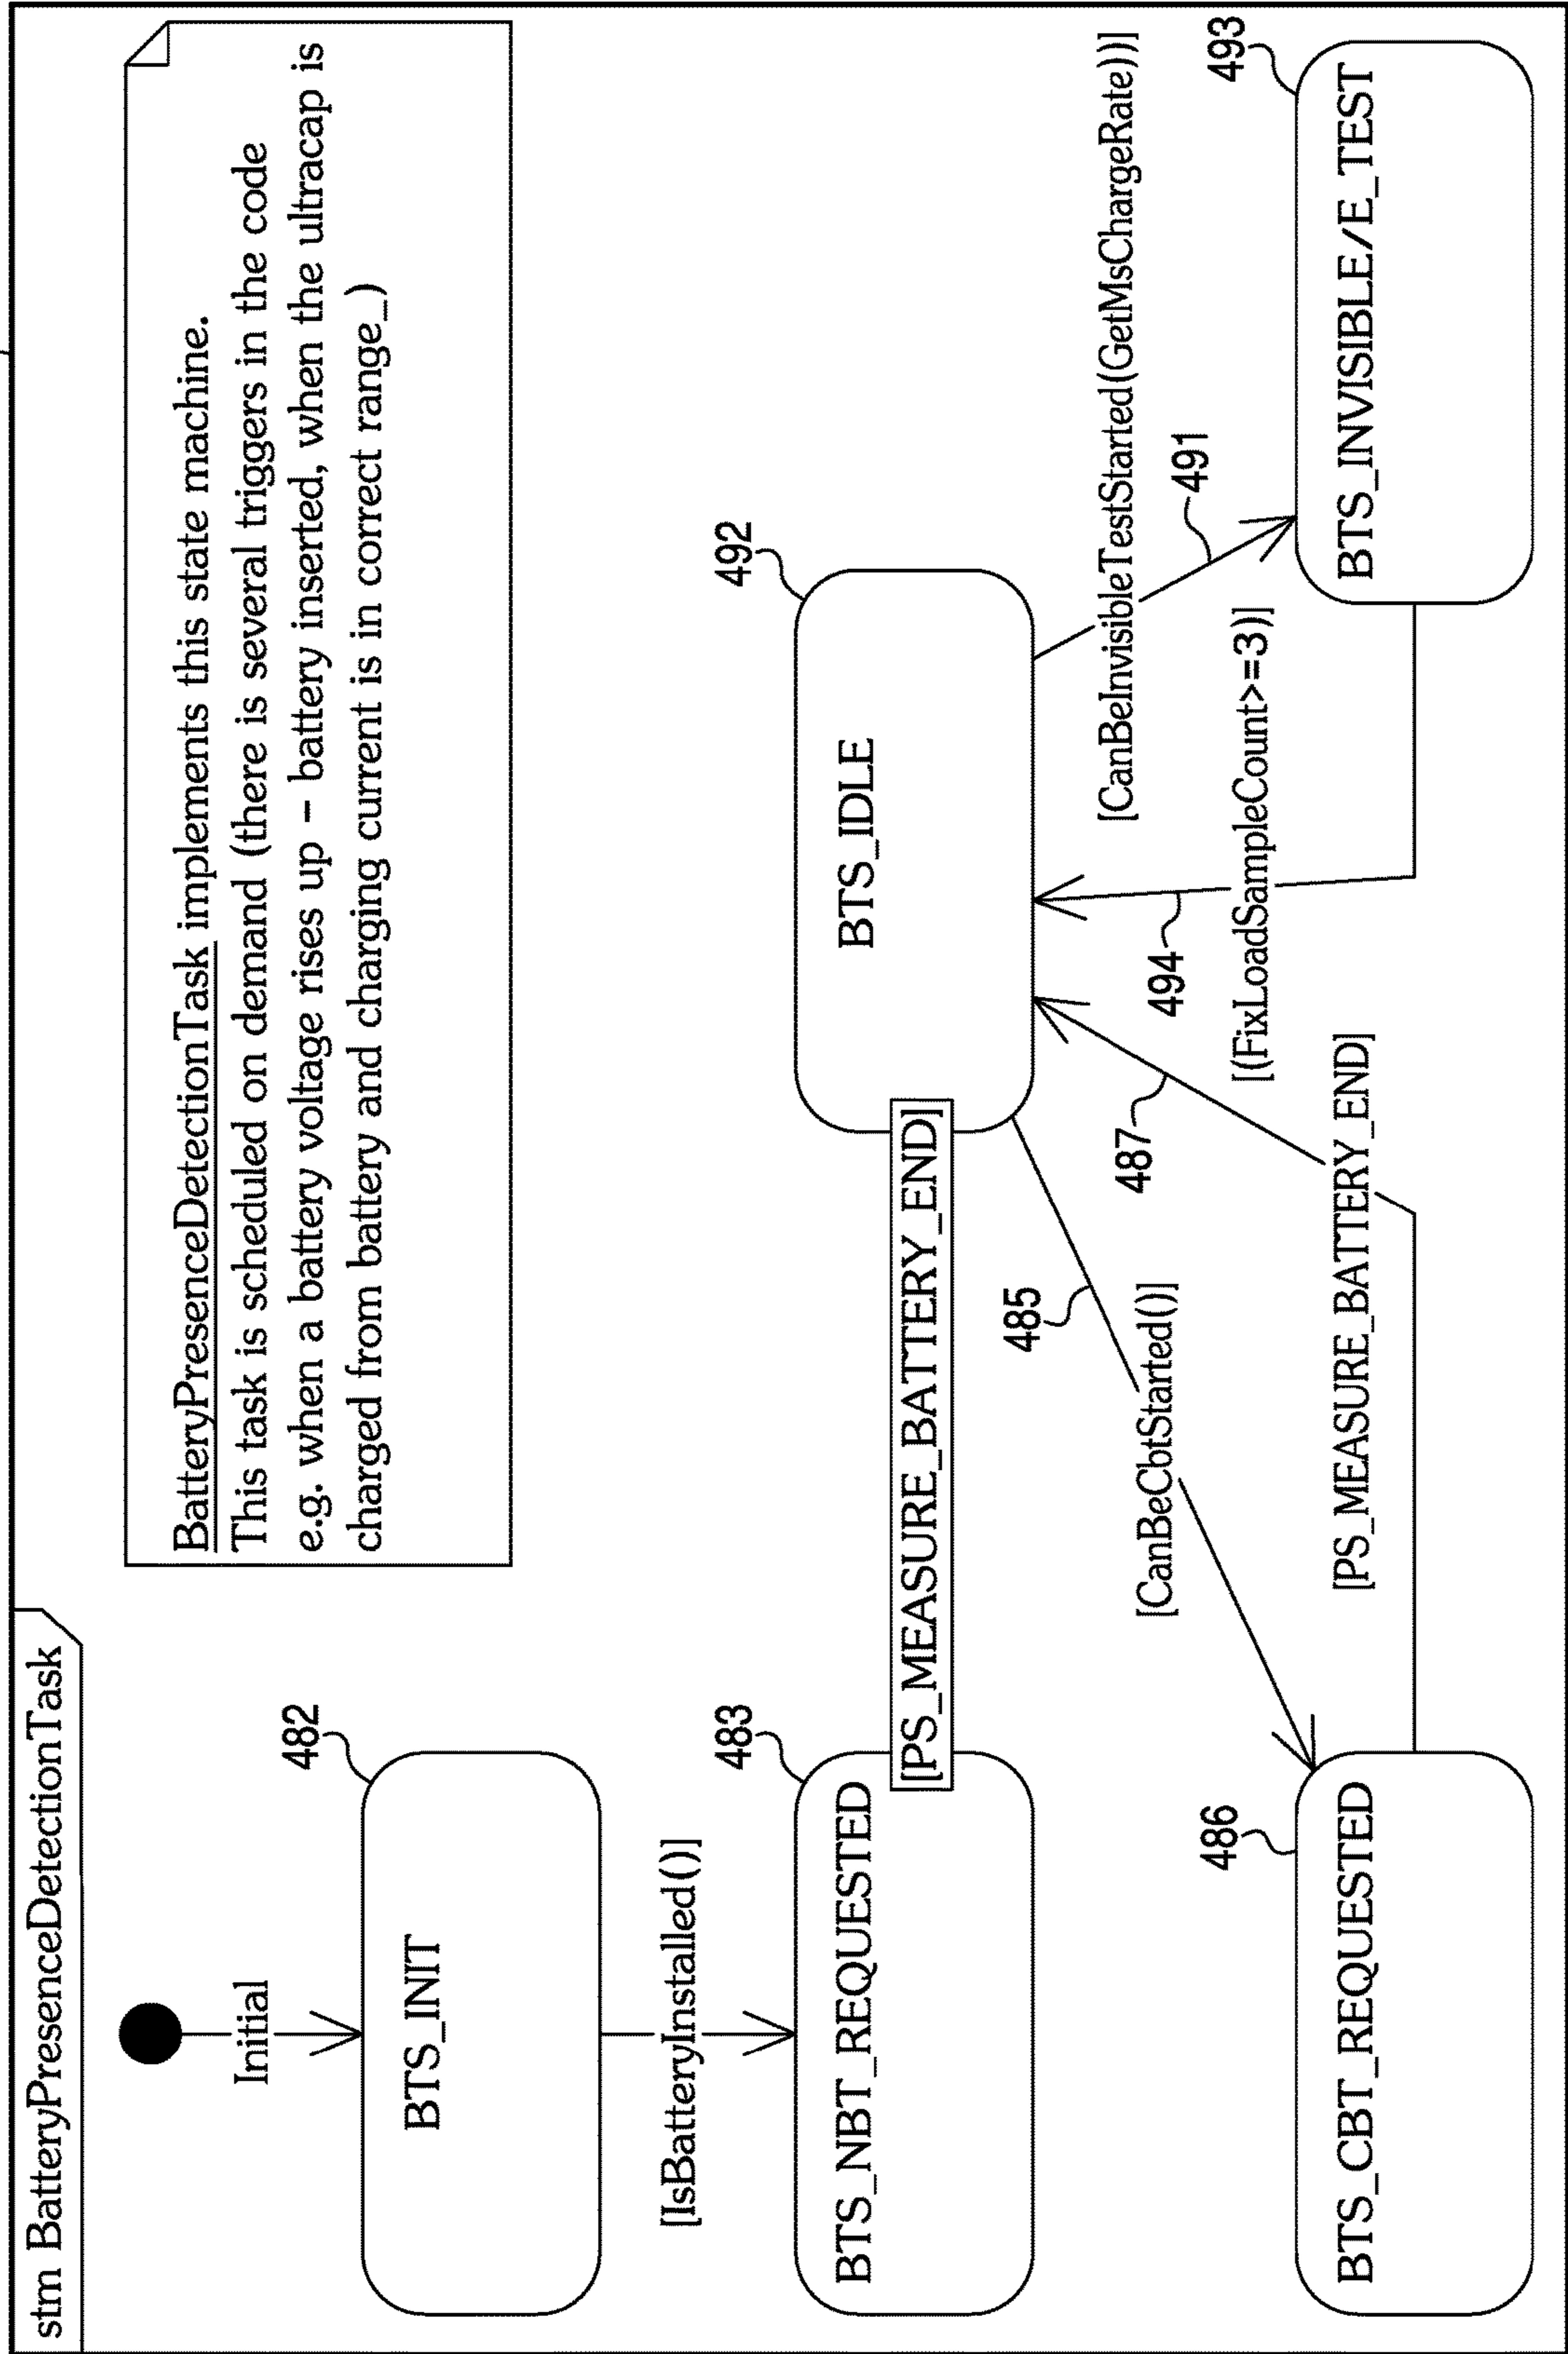 stm BatteryPresenceDetectionTask
Initial
482
BTS_INIT
[IsBatteryInstalled()]
483
BTS_NBT_REQUESTED
[PS_MEASURE_BATTERY_END]
486
BTS_CBT_REQUESTED
BatteryPresenceDetectionTask implements this state machine.
This task is scheduled on demand (there is several triggers in the code
e.g. when a battery voltage rises up – battery inserted, when the ultracap is
charged from battery and charging current is in correct range_)
492
BTS_IDLE
485
[CanBeCbtStarted()]
487
[PS_MEASURE_BATTERY_END]
494
[(FixLoadSampleCount>=3)]
[CanBeInvisibleTestStarted(GetMsChargeRate))]
491
493
BTS_INVISIBLE/E_TEST